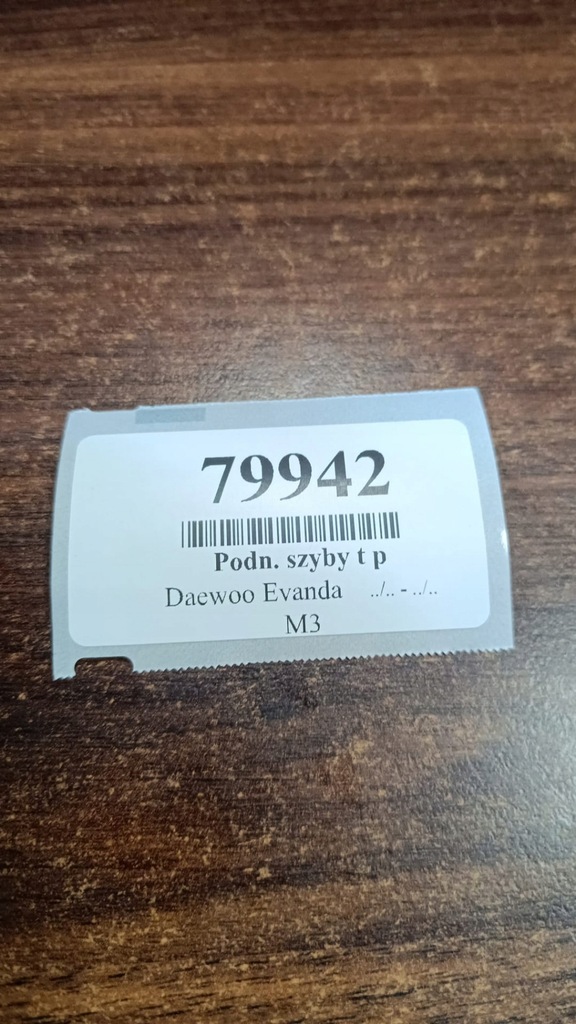 79942
Podn. szyby t p
Daewoo Evanda ../.. - ../..
M3